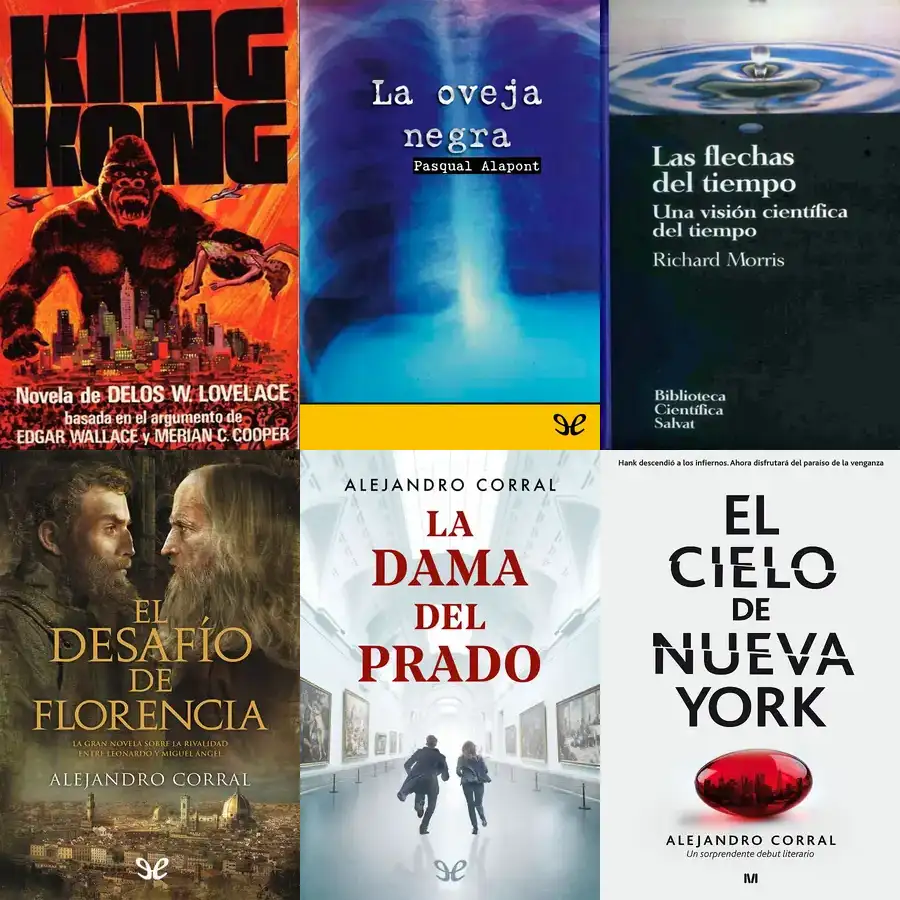 KING
KONG
Novela de DELOS W. LOVELACE
basada en el argumento de
EDGAR WALLACE y MERIAN C. COOPER
La oveja
negra
Pasqual Alapont
Las flechas
del tiempo
Una visión científica
del tiempo
Richard Morris
Biblioteca
Científica
Salvat
EL
DESAFÍO
DE
FLORENCIA
LA GRAN NOVELA SOBRE LA RIVALIDAD
ENTRE LEONARDO Y MIGUEL ÁNGEL
ALEJANDRO CORRAL
ALEJANDRO CORRAL
LA
DAMA
DEL
PRADO
Hank descendió a los infiernos. Ahora disfrutará del paraíso de la venganza
EL
CIELO
DE
NUEVA
YORK
ALEJANDRO CORRAL
Un sorprendente debut literario
M